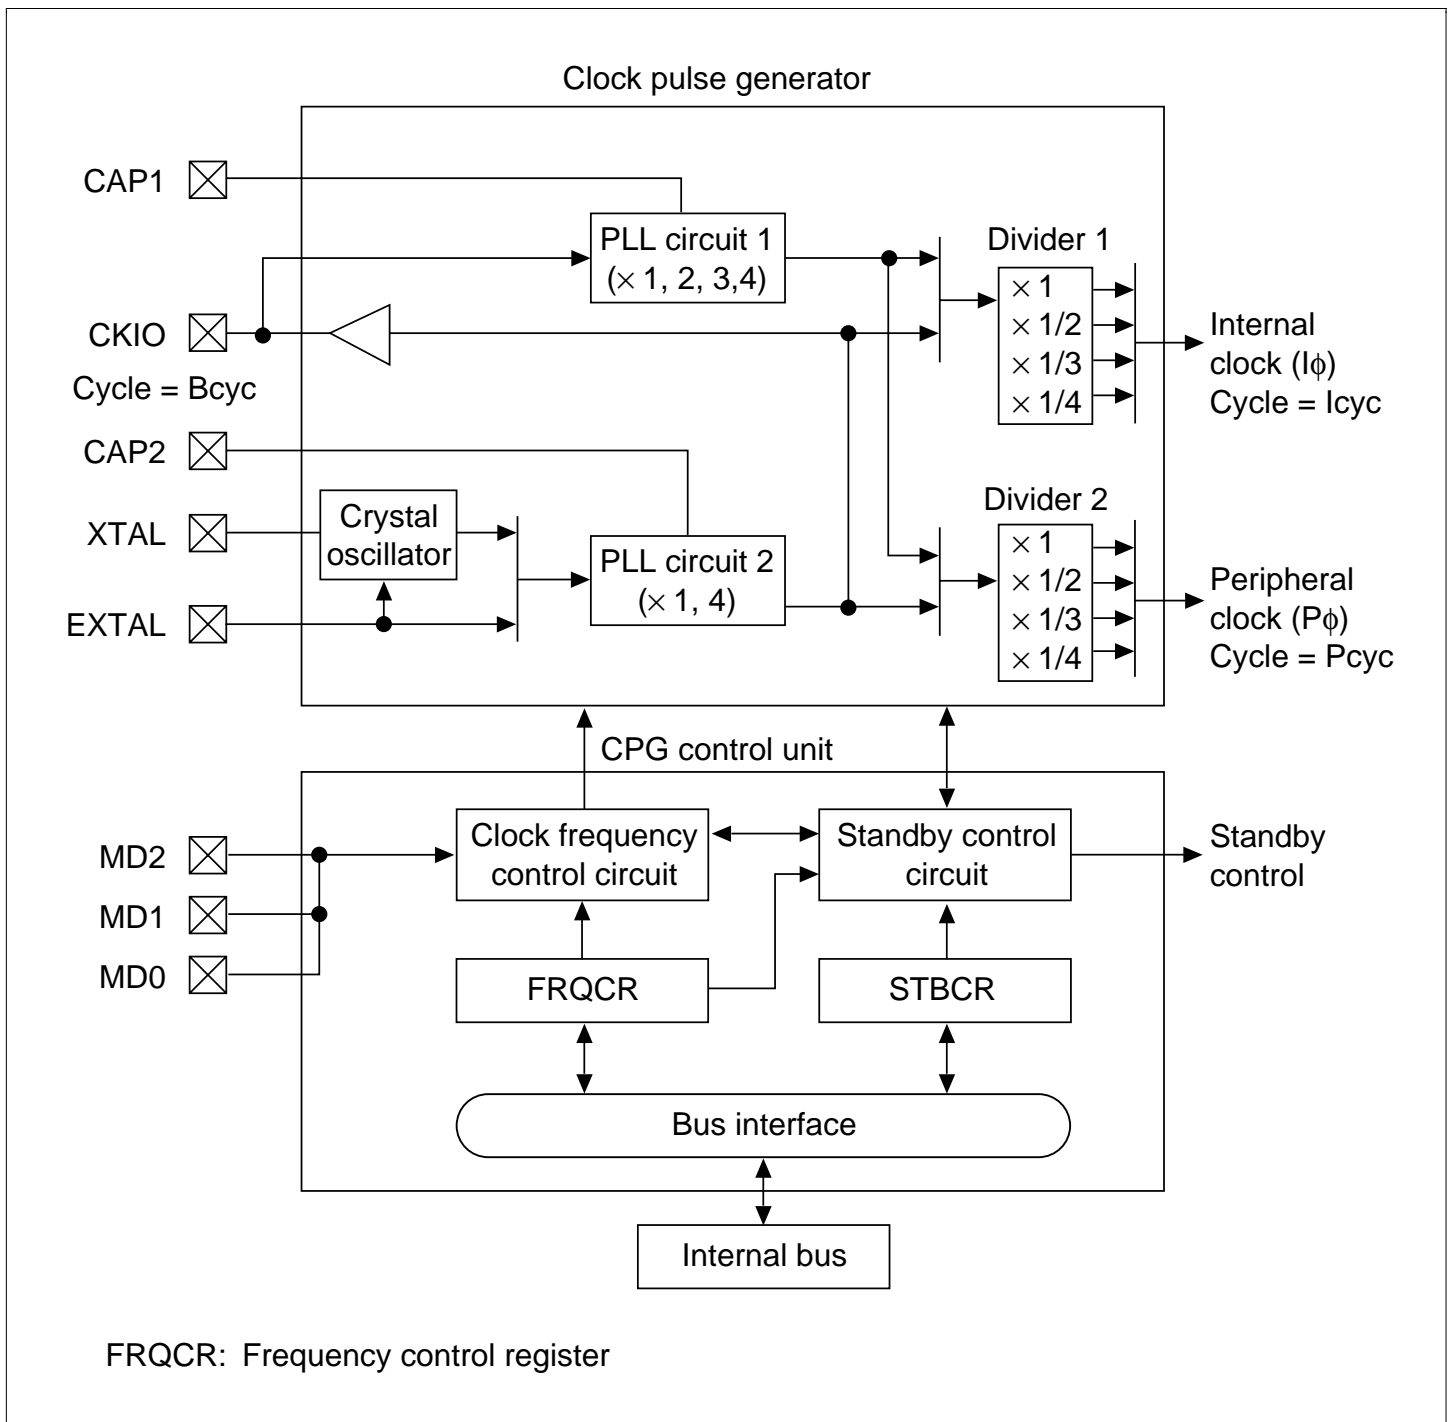 Clock pulse generator
CAP1
PLL circuit 1
(× 1, 2, 3,4)
Divider 1
× 1
× 1/2
× 1/3
× 1/4
CKIO
Cycle = Bcyc
Internal
clock (Iϕ)
Cycle = Icyc
CAP2
XTAL
Crystal
oscillator
EXTAL
PLL circuit 2
(× 1, 4)
Divider 2
× 1
× 1/2
× 1/3
× 1/4
Peripheral
clock (Pϕ)
Cycle = Pcyc
CPG control unit
MD2
MD1
MD0
Clock frequency
control circuit
Standby control
circuit
Standby
control
FRQCR
STBCR
Bus interface
Internal bus
FRQCR: Frequency control register